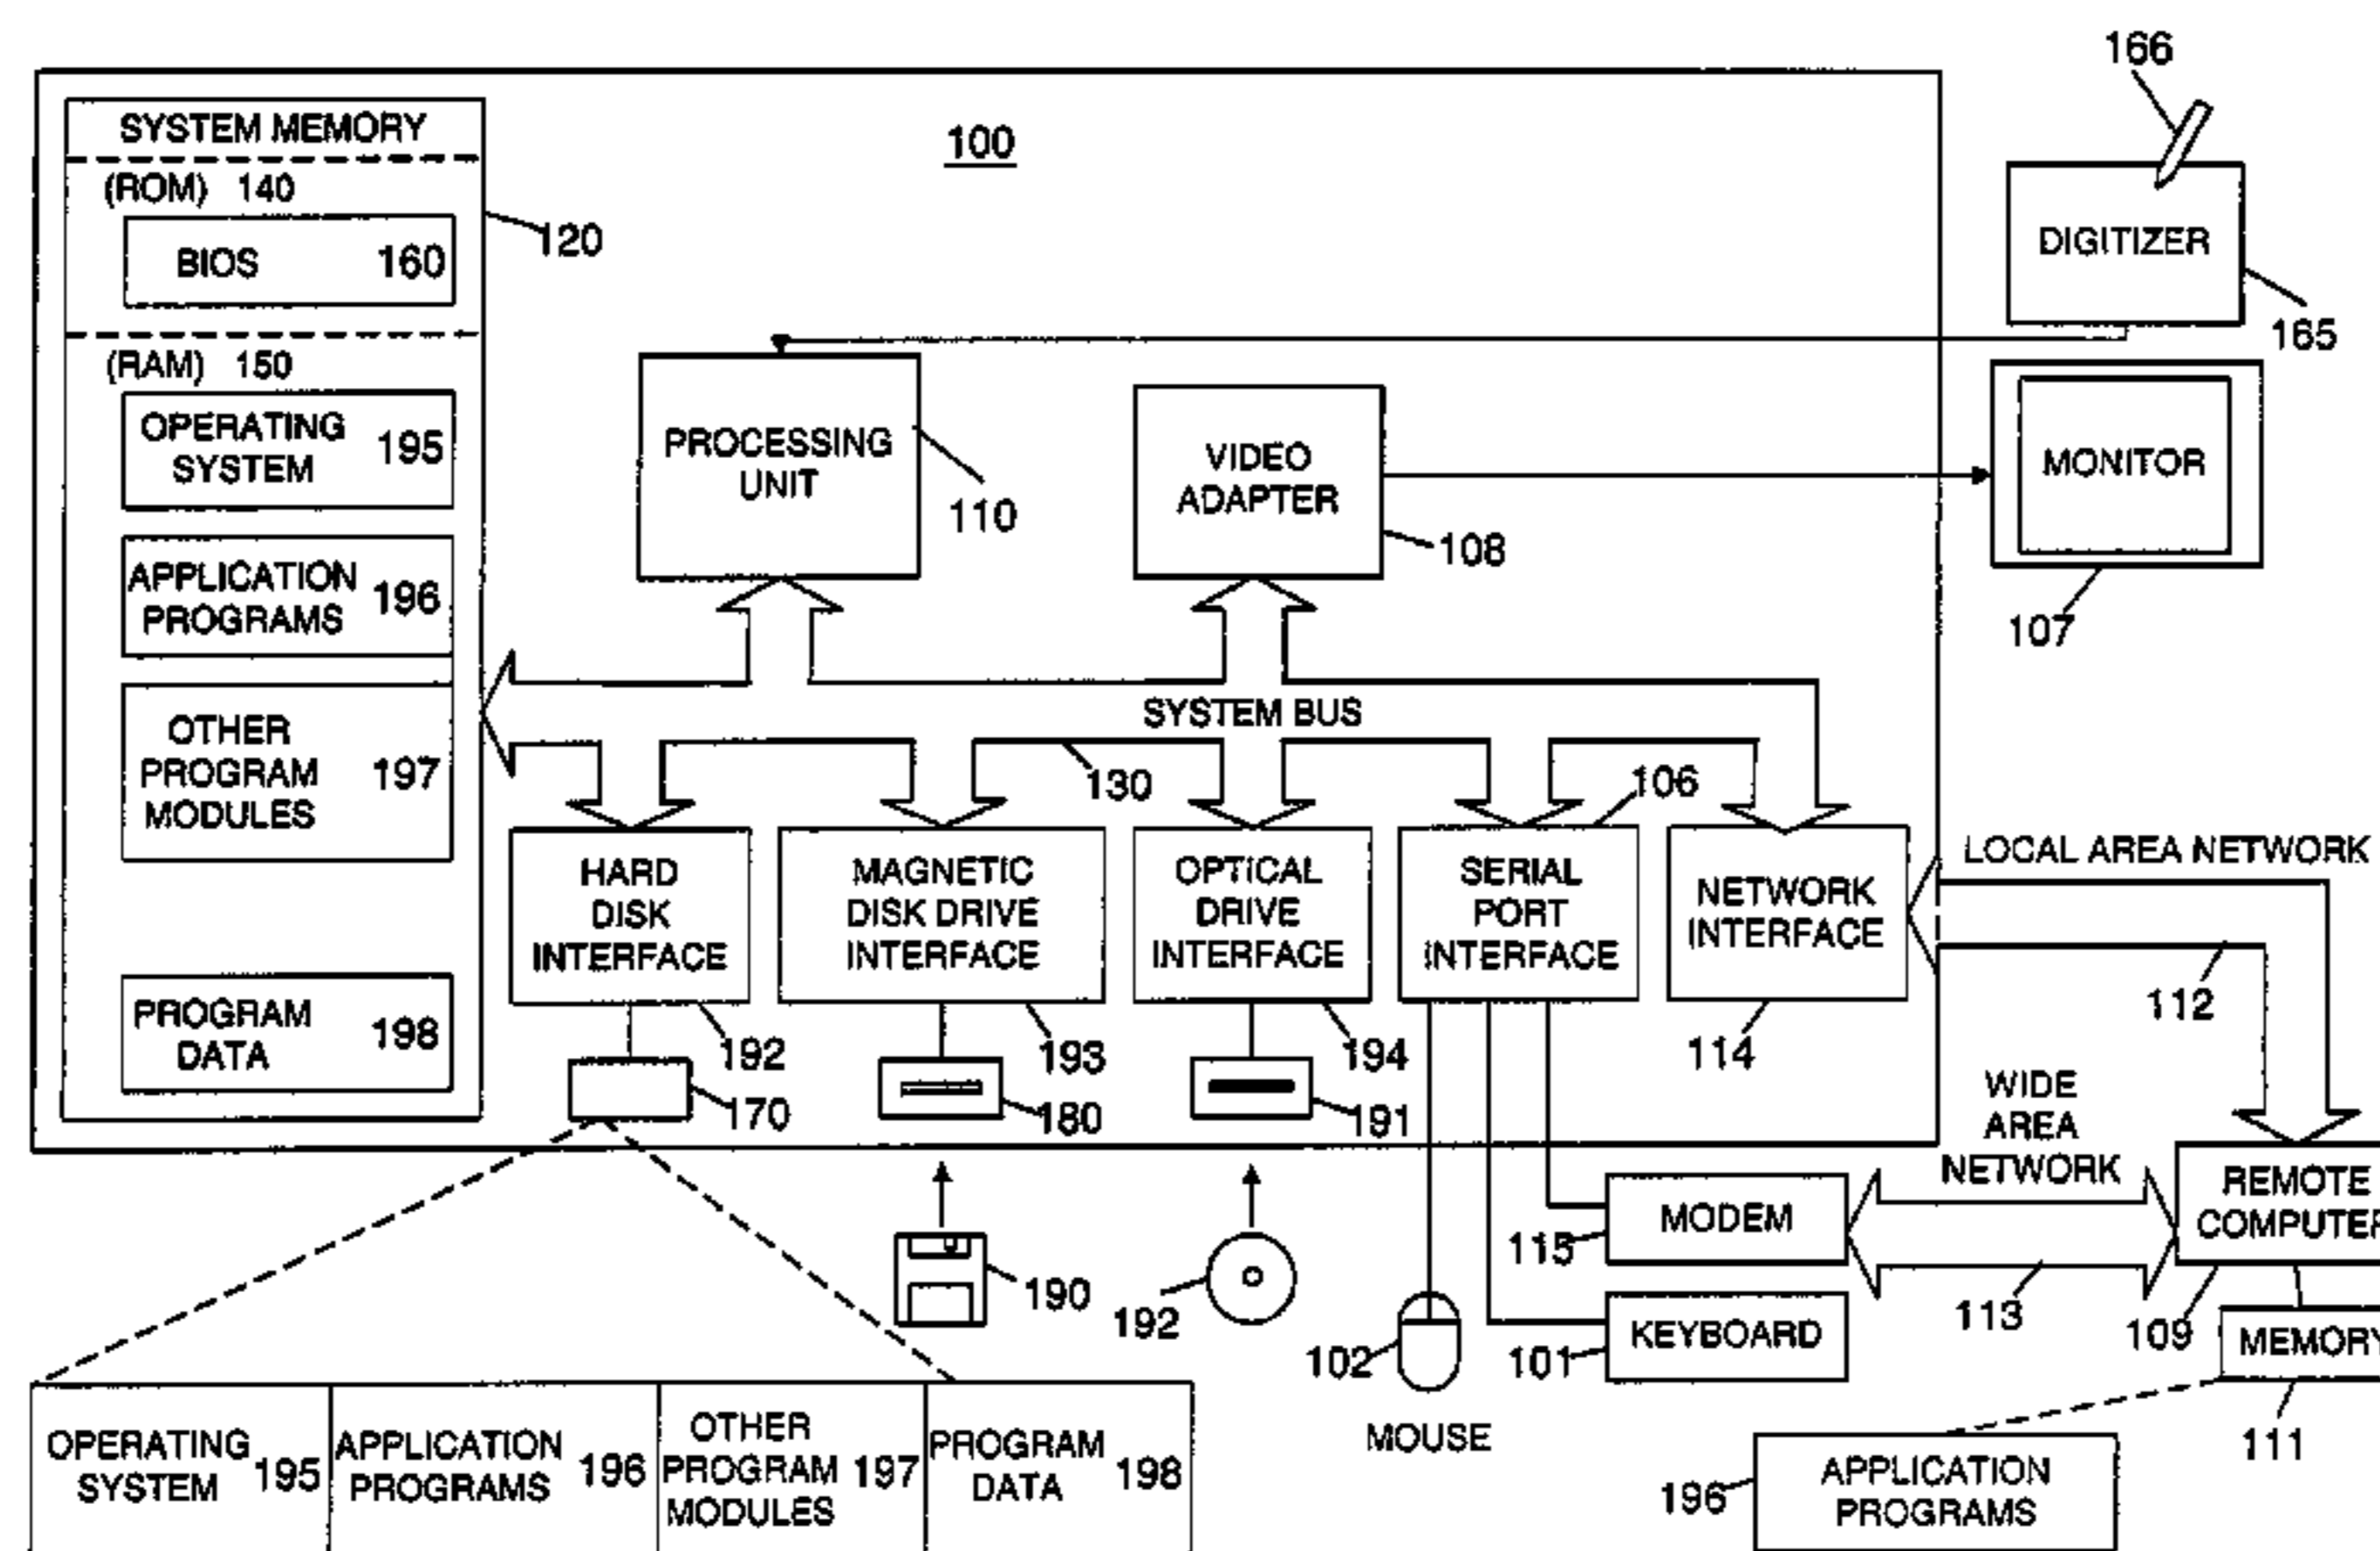 166
100
SYSTEM MEMORY
(ROM) 140
BIOS 160
120
DIGITIZER
165
(RAM) 150
OPERATING
SYSTEM
195
PROCESSING
UNIT
110
VIDEO
ADAPTER
108
MONITOR
107
APPLICATION
PROGRAMS
196
OTHER
PROGRAM
MODULES
197
SYSTEM BUS
130
106
HARD
DISK
INTERFACE
MAGNETIC
DISK DRIVE
INTERFACE
OPTICAL
DRIVE
INTERFACE
SERIAL
PORT
INTERFACE
NETWORK
INTERFACE
LOCAL AREA NETWORK
112
PROGRAM
DATA
198
192
193
194
114
170
180
191
WIDE
AREA
NETWORK
REMOTE
COMPUTER
MODEM
115
190
192
102
MOUSE
KEYBOARD
101
113
109
MEMORY
111
OPERATING
SYSTEM
195
APPLICATION
PROGRAMS
196
OTHER
PROGRAM
MODULES
197
PROGRAM
DATA
198
196
APPLICATION
PROGRAMS